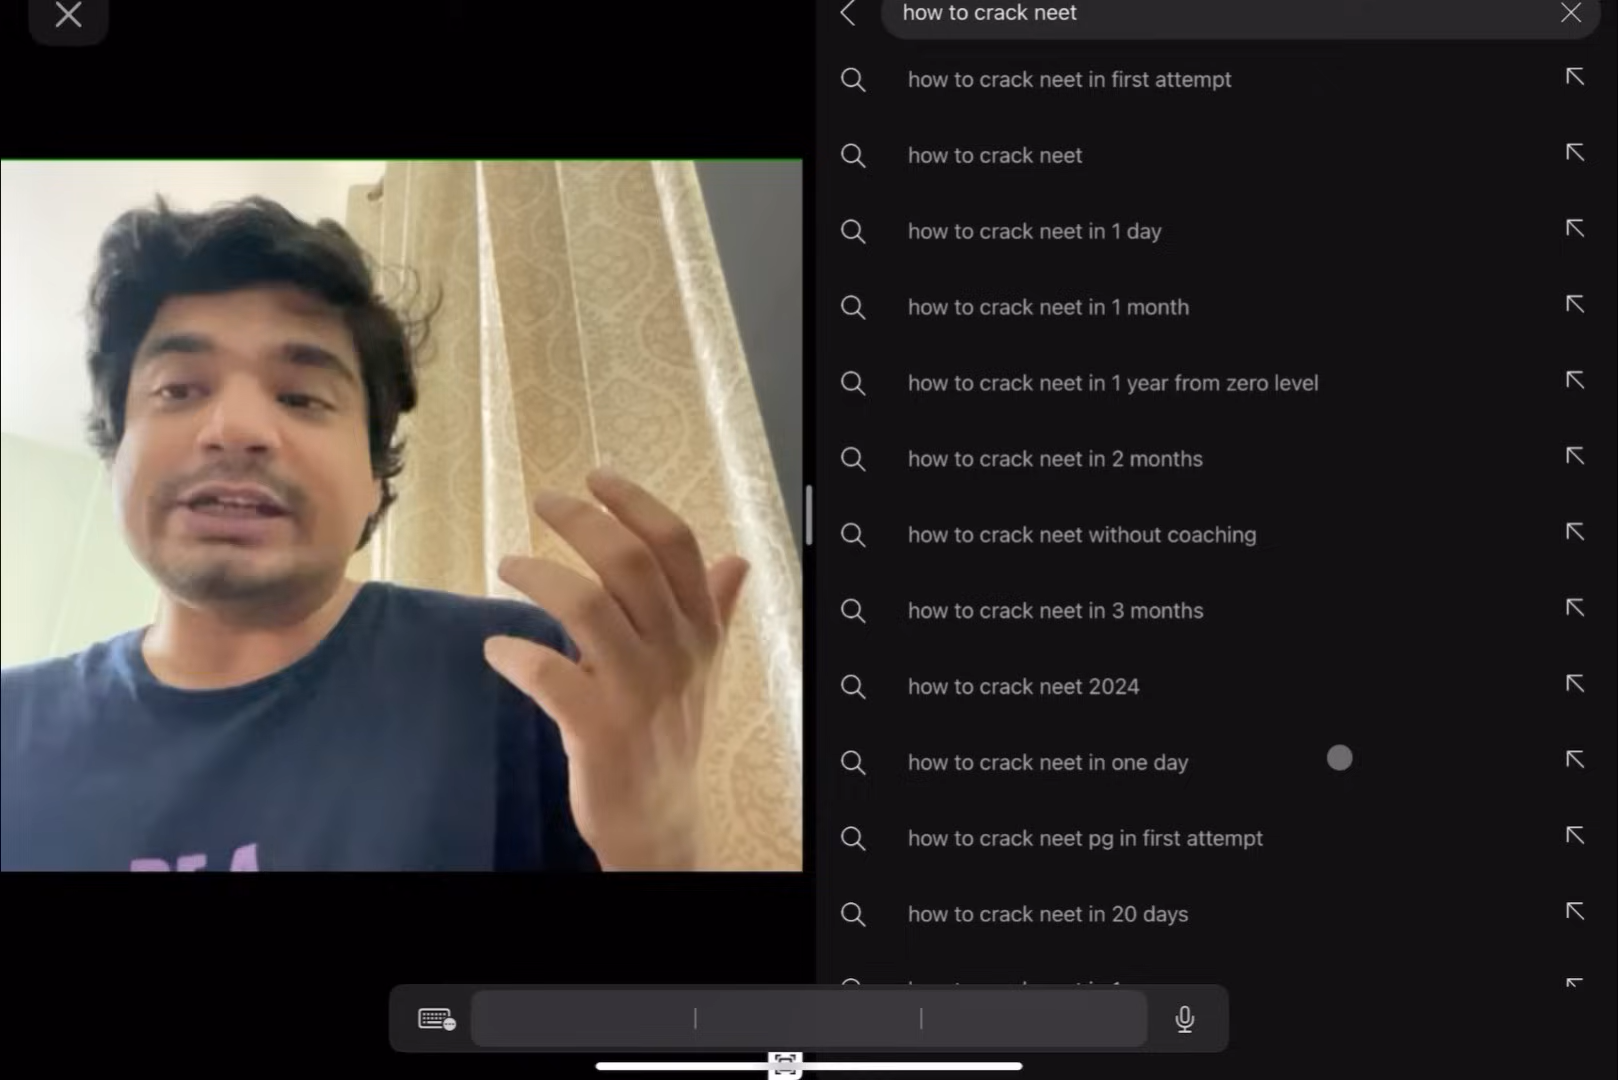 how to crack neet
how to crack neet in first attempt
how to crack neet
how to crack neet in 1 day
how to crack neet in 1 month
how to crack neet in 1 year from zero level
how to crack neet in 2 months
how to crack neet without coaching
how to crack neet in 3 months
how to crack neet 2024
how to crack neet in one day
how to crack neet pg in first attempt
how to crack neet in 20 days